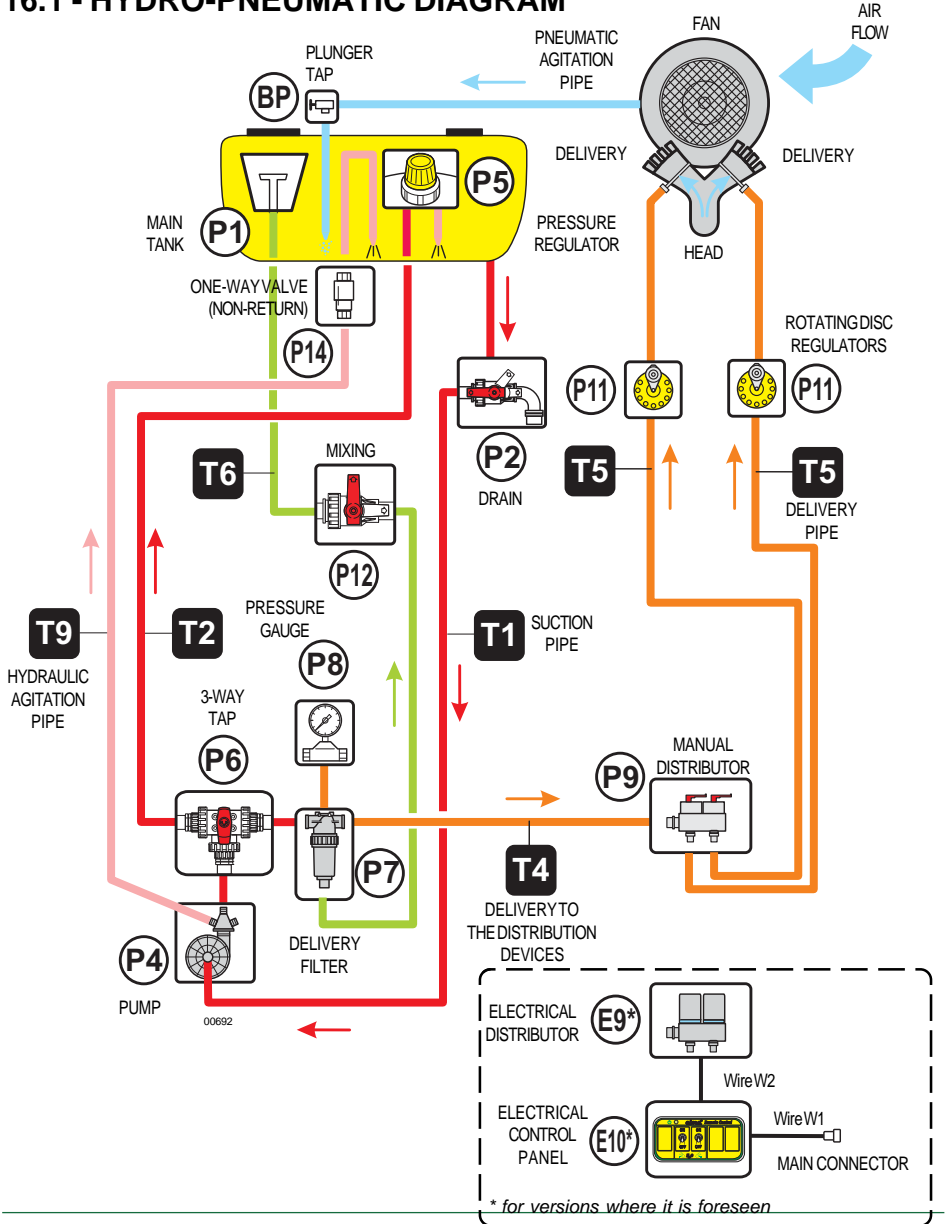 16.1 - HYDRO-PNEUMATIC DIAGRAM
AIR
FLOW
FAN
PNEUMATIC
AGITATION
PIPE
PLUNGER
TAP
BP
DELIVERY
DELIVERY
P5
MAIN
TANK
P1
PRESSURE
REGULATOR
HEAD
ONE-WAY VALVE
(NON-RETURN)
P14
ROTATING DISC
REGULATORS
P11
P11
P2
DRAIN
MIXING
T6
T5
T5
DELIVERY
PIPE
P12
PRESSURE
GAUGE
P8
T9
HYDRAULIC
AGITATION
PIPE
T2
T1
SUCTION
PIPE
3-WAY
TAP
P6
MANUAL
DISTRIBUTOR
P9
P7
T4
DELIVERY TO
THE DISTRIBUTION
DEVICES
DELIVERY
FILTER
P4
PUMP
00692
ELECTRICAL
DISTRIBUTOR
E9*
Wire W2
ELECTRICAL
CONTROL
PANEL
E10*
Wire W1
MAIN CONNECTOR
* for versions where it is foreseen